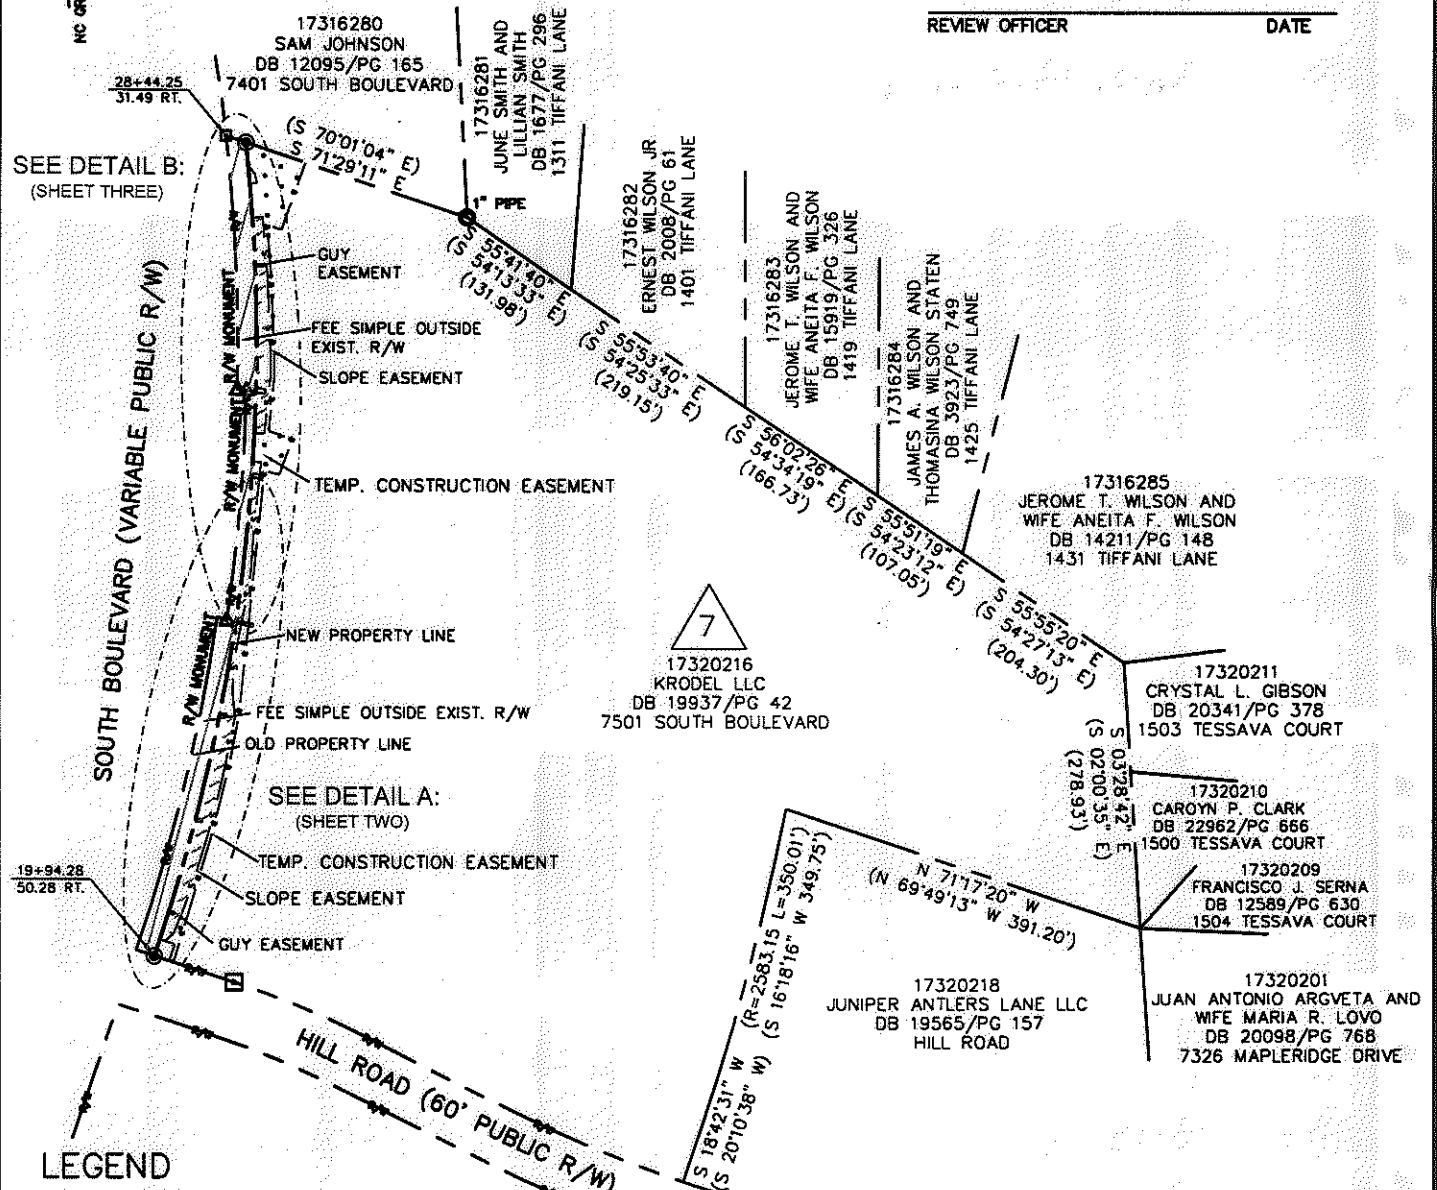 NC GR
REVIEW OFFICER DATE
17316280
SAM JOHNSON
DB 12095/PG 165
7401 SOUTH BOULEVARD
28+44.25
31.49 RT.
17316281
JUNE SMITH AND
LILLIAN SMITH
DB 1677/PG 296
1311 TIFFANI LANE
SEE DETAIL B:
(SHEET THREE)
(S 70°01'04" E)
S 71°29'11" E
1" PIPE
17316282
ERNEST WILSON JR
DB 2008/PG 61
1401 TIFFANI LANE
17316283
JEROME T. WILSON AND
WIFE ANEITA F. WILSON
DB 15919/PG 326
1419 TIFFANI LANE
17316284
JAMES A. WILSON AND
THOMASINA WILSON STATEN
DB 3923/PG 749
1425 TIFFANI LANE
S 55°41'40" E
(S 54°13'33" E)
(131.98')
S 55°53'40" E
(S 54°25'33" E)
(219.15')
S 56°02'26" E
(S 54°34'19" E)
(166.73')
S 55°51'19" E
(S 54°23'12" E)
(107.05')
S 55°55'20" E
(S 54°27'13" E)
(204.30')
17316285
JEROME T. WILSON AND
WIFE ANEITA F. WILSON
DB 14211/PG 148
1431 TIFFANI LANE
GUY
EASEMENT
FEE SIMPLE OUTSIDE
EXIST. R/W
SLOPE EASEMENT
R/W MONUMENT
R/W MONUMENT
TEMP. CONSTRUCTION EASEMENT
SOUTH BOULEVARD (VARIABLE PUBLIC R/W)
NEW PROPERTY LINE
R/W MONUMENT
FEE SIMPLE OUTSIDE EXIST. R/W
OLD PROPERTY LINE
7
17320216
KRODEL LLC
DB 19937/PG 42
7501 SOUTH BOULEVARD
17320211
CRYSTAL L. GIBSON
DB 20341/PG 378
1503 TESSAVA COURT
S 03°28'42" E
(S 02°00'35" E)
(278.93')
17320210
CAROYN P. CLARK
DB 22962/PG 666
1500 TESSAVA COURT
17320209
FRANCISCO J. SERNA
DB 12589/PG 630
1504 TESSAVA COURT
SEE DETAIL A:
(SHEET TWO)
TEMP. CONSTRUCTION EASEMENT
SLOPE EASEMENT
GUY EASEMENT
19+94.28
50.28 RT.
N 71°17'20" W
(N 69°49'13" W 391.20')
(R=2583.15 L=350.01')
S 18°42'31" W (S 16°18'16" W 349.75')
(S 20°10'38" W)
17320218
JUNIPER ANTLERS LANE LLC
DB 19565/PG 157
HILL ROAD
17320201
JUAN ANTONIO ARGVETA AND
WIFE MARIA R. LOVO
DB 20098/PG 768
7326 MAPLERIDGE DRIVE
HILL ROAD (60' PUBLIC R/W)
LEGEND